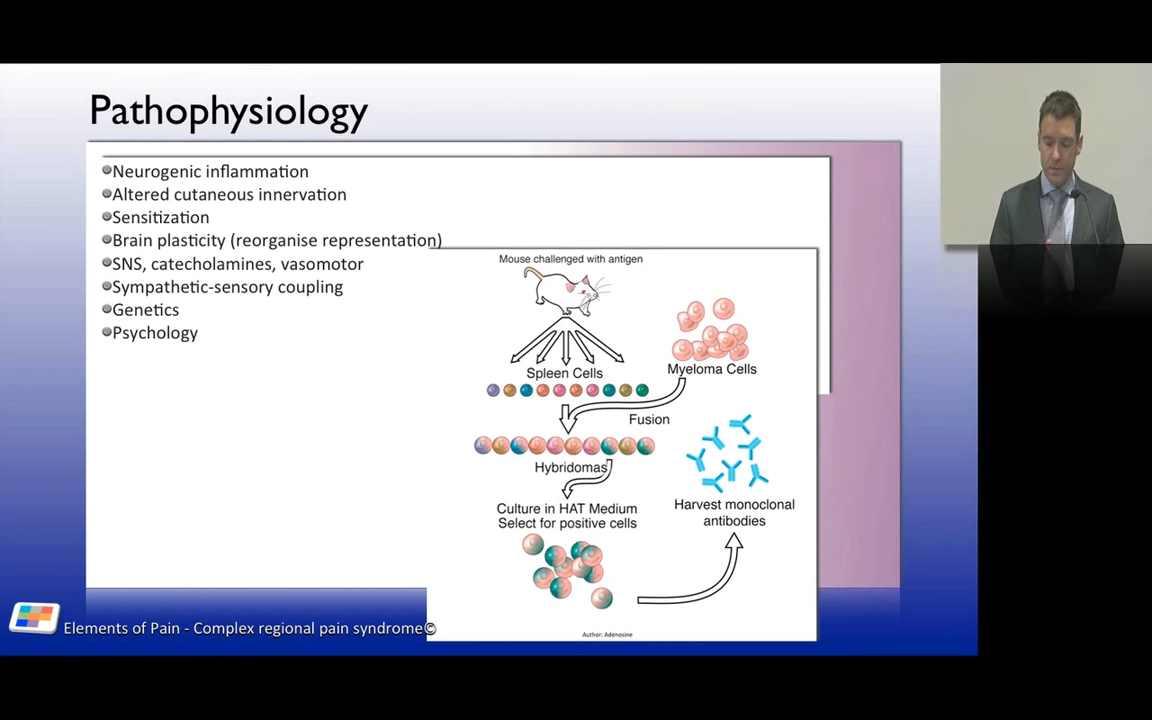 Pathophysiology
Neurogenic inflammation
Altered cutaneous innervation
Sensitization
Brain plasticity (reorganise representation)
SNS, catecholamines, vasomotor
Sympathetic-sensory coupling
Genetics
Psychology
Mouse challenged with antigen
Spleen Cells
Myeloma Cells
Fusion
Hybridomas
Culture in HAT Medium
Select for positive cells
Harvest monoclonal
antibodies
Author: Adenosine
Elements of Pain - Complex regional pain syndrome©